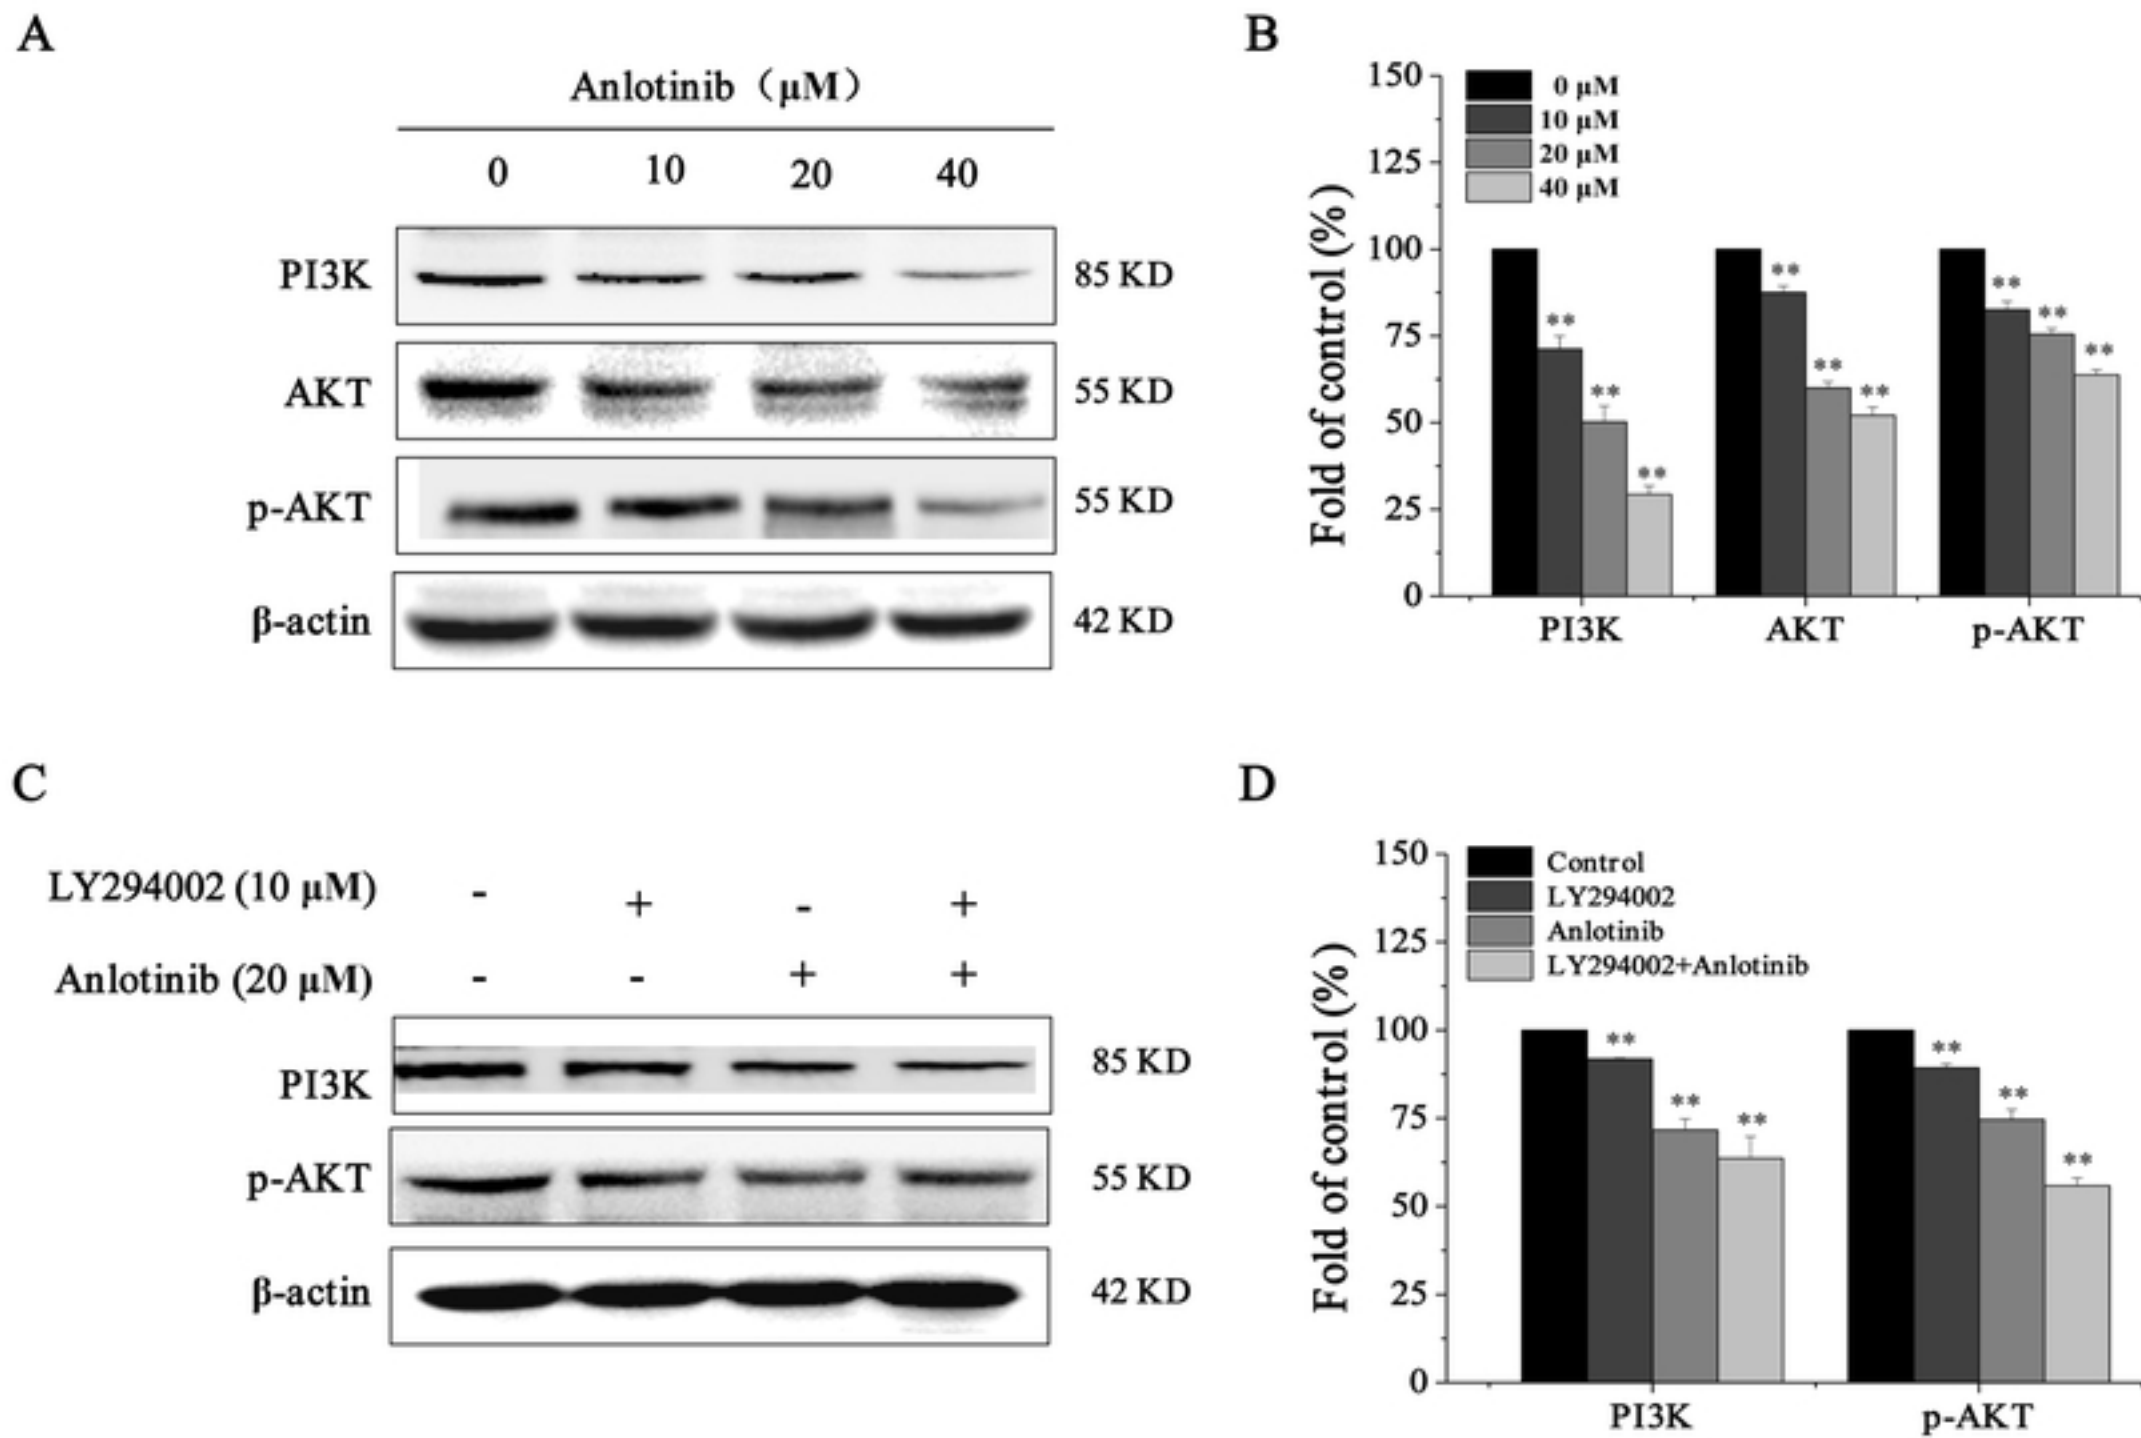 A
Anlotinib（μM）
0 10 20 40
PI3K 85 KD
AKT 55 KD
p-AKT 55 KD
β-actin 42 KD
B
Fold of control (%)
150
125
100
75
50
25
0
0 μM
10 μM
20 μM
40 μM
** ** **
** ** **
** ** **
PI3K AKT p-AKT
C
LY294002 (10 μM) - + - +
Anlotinib (20 μM) - - + +
PI3K 85 KD
p-AKT 55 KD
β-actin 42 KD
D
Fold of control (%)
150
125
100
75
50
25
0
Control
LY294002
Anlotinib
LY294002+Anlotinib
** ** **
** ** **
PI3K p-AKT